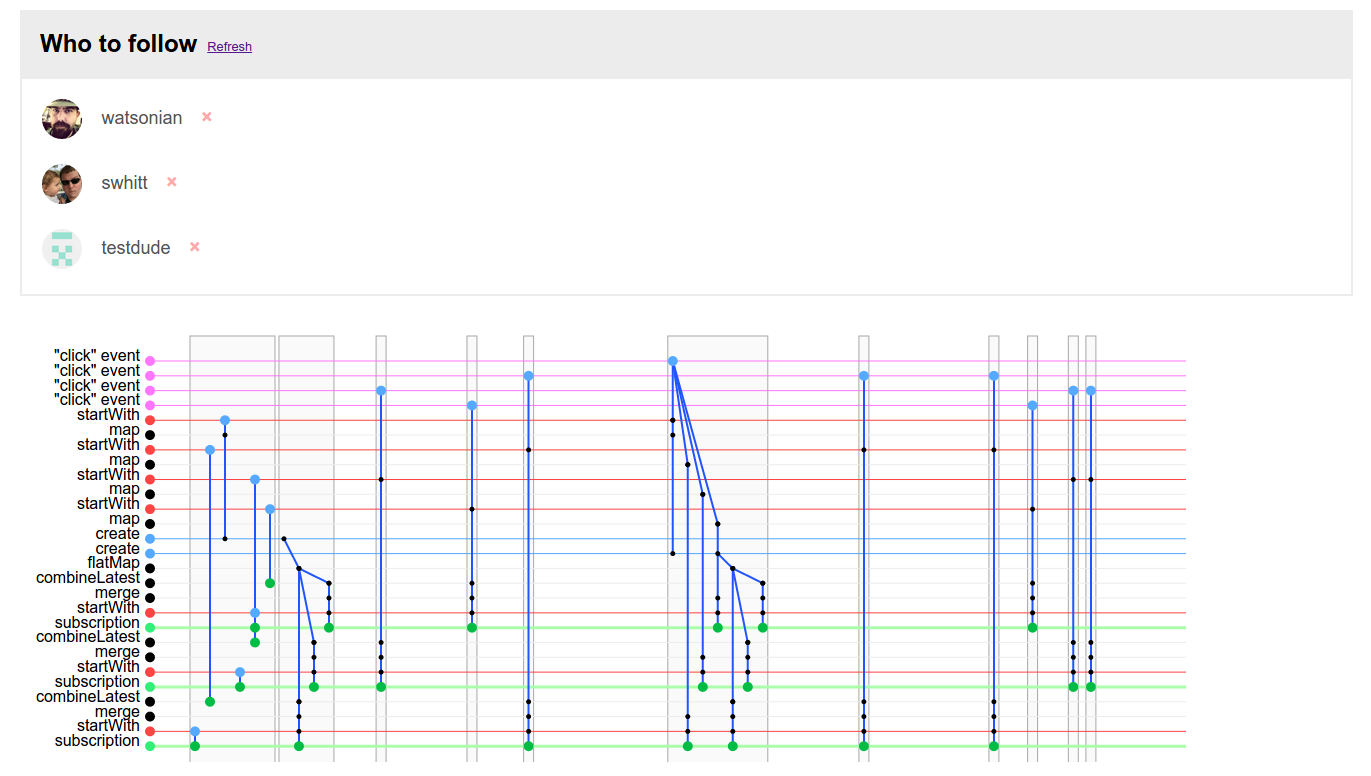 Who to follow Refresh
watsonian ×
swhitt ×
testdude ×
"click" event
"click" event
"click" event
"click" event
startWith
map
startWith
map
startWith
map
startWith
map
create
create
flatMap
combineLatest
merge
startWith
subscription
combineLatest
merge
startWith
subscription
combineLatest
merge
startWith
subscription